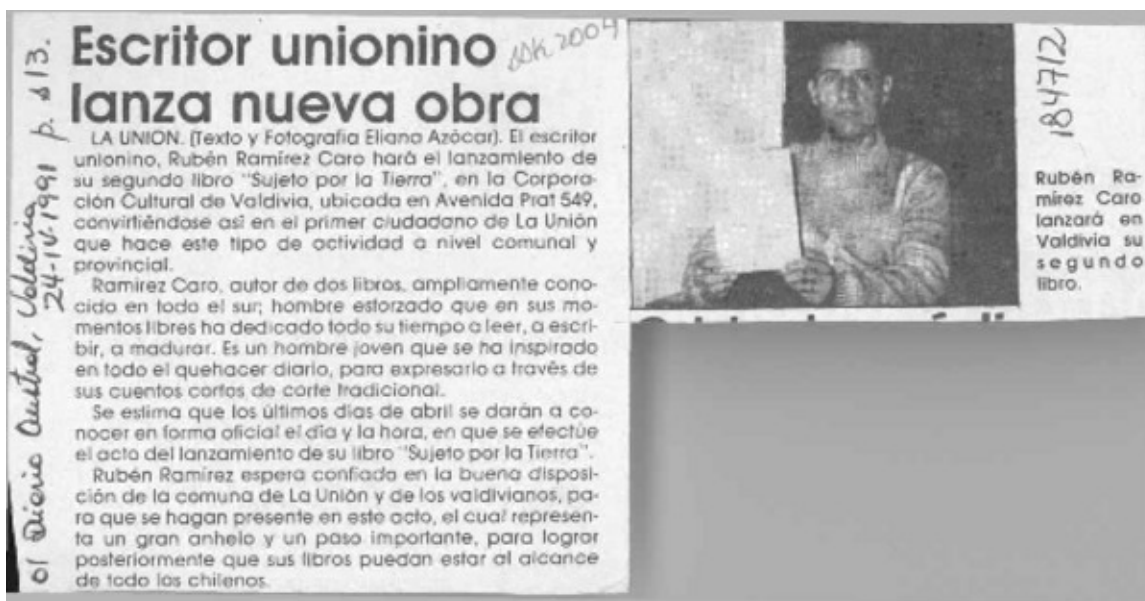 Escritor unionino
lanza nueva obra
LA UNION. (Texto y Fotografía Eliana Azócar). El escritor
unionino, Rubén Ramírez Caro hará el lanzamiento de
su segundo libro "Sujeto por la Tierra", en la Corpora-
ción Cultural de Valdivia, ubicada en Avenida Prat 549,
convirtiéndose así en el primer ciudadano de La Unión
que hace este tipo de actividad a nivel comunal y
provincial.
Ramírez Caro, autor de dos libros, ampliamente cono-
cido en todo el sur; hombre esforzado que en sus mo-
mentos libres ha dedicado todo su tiempo a leer, a escri-
bir, a madurar. Es un hombre joven que se ha inspirado
en todo el quehacer diario, para expresarlo a través de
sus cuentos cortos de corte tradicional.
Se estima que los últimos días de abril se darán a co-
nocer en forma oficial el día y la hora, en que se efectúe
el acto del lanzamiento de su libro "Sujeto por la Tierra".
Rubén Ramírez espera confiado en la buena disposi-
ción de la comuna de La Unión y de los valdivianos, pa-
ra que se hagan presente en este acto, el cual represen-
ta un gran anhelo y un paso importante, para lograr
posteriormente que sus libros puedan estar al alcance
de todo los chilenos.
Rubén Ra-
mírez Caro
lanzará en
Valdivia su
segundo
libro.
el Diario Austral, Valdivia
24-IV-1991 p. A13.
2004
184712